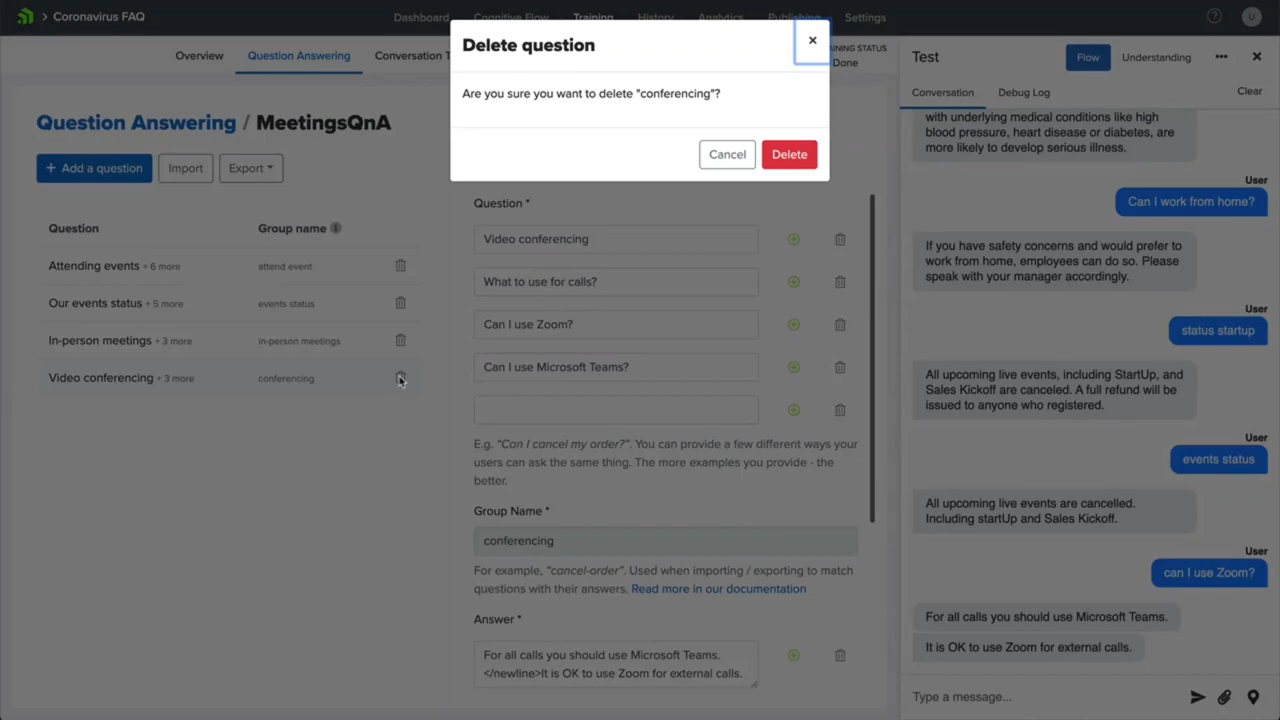 Coronavirus FAQ
Dashboard Cognitive Flow Training History Analytics Publishing Settings
U
Overview
Question Answering
Conversation T
NING STATUS
Done
Delete question
×
Are you sure you want to delete "conferencing"?
Cancel
Delete
Question Answering / MeetingsQnA
+ Add a question
Import
Export
Question
Group name
Attending events + 6 more
attend event
Our events status + 5 more
events status
In-person meetings + 3 more
in-person meetings
Video conferencing + 3 more
conferencing
Question *
Video conferencing
What to use for calls?
Can I use Zoom?
Can I use Microsoft Teams?
E.g. "Can I cancel my order?". You can provide a few different ways your
users can ask the same thing. The more examples you provide - the
better.
Group Name *
conferencing
For example, "cancel-order". Used when importing / exporting to match
questions with their answers. Read more in our documentation
Answer *
For all calls you should use Microsoft Teams.
</newline>It is OK to use Zoom for external calls.
Test
Flow
Understanding
Conversation
Debug Log
Clear
with underlying medical conditions like high
blood pressure, heart disease or diabetes, are
more likely to develop serious illness.
User
Can I work from home?
If you have safety concerns and would prefer to
work from home, employees can do so. Please
speak with your manager accordingly.
User
status startup
All upcoming live events, including StartUp, and
Sales Kickoff are canceled. A full refund will be
issued to anyone who registered.
User
events status
All upcoming live events are cancelled.
Including startUp and Sales Kickoff.
User
can I use Zoom?
For all calls you should use Microsoft Teams.
It is OK to use Zoom for external calls.
Type a message...